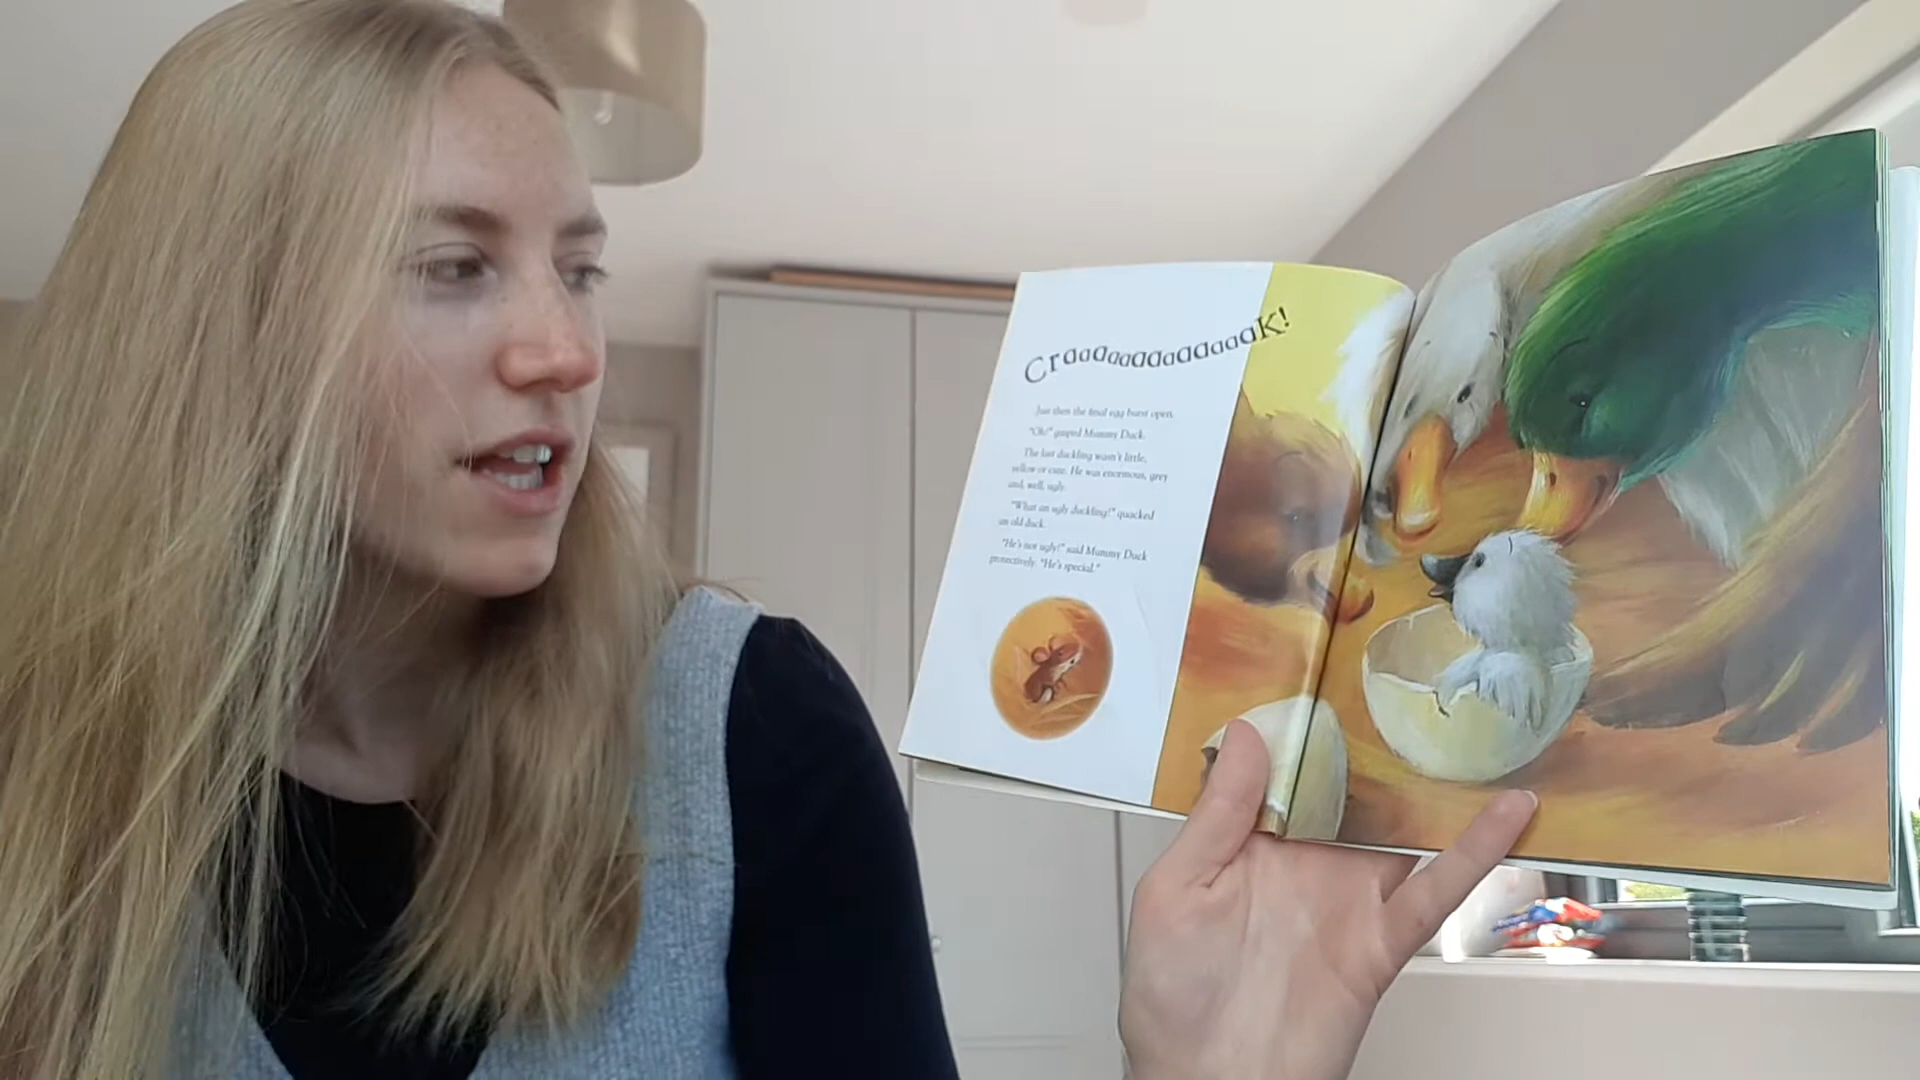 Craaaaaaaaaaaaak!
Just then the final egg burst open.
"Oh!" gasped Mummy Duck.
The last duckling wasn't little,
yellow or cute. He was enormous, grey
and, well, ugly.
"What an ugly duckling!" quacked
an old duck.
"He's not ugly!" said Mummy Duck
protectively. "He's special."